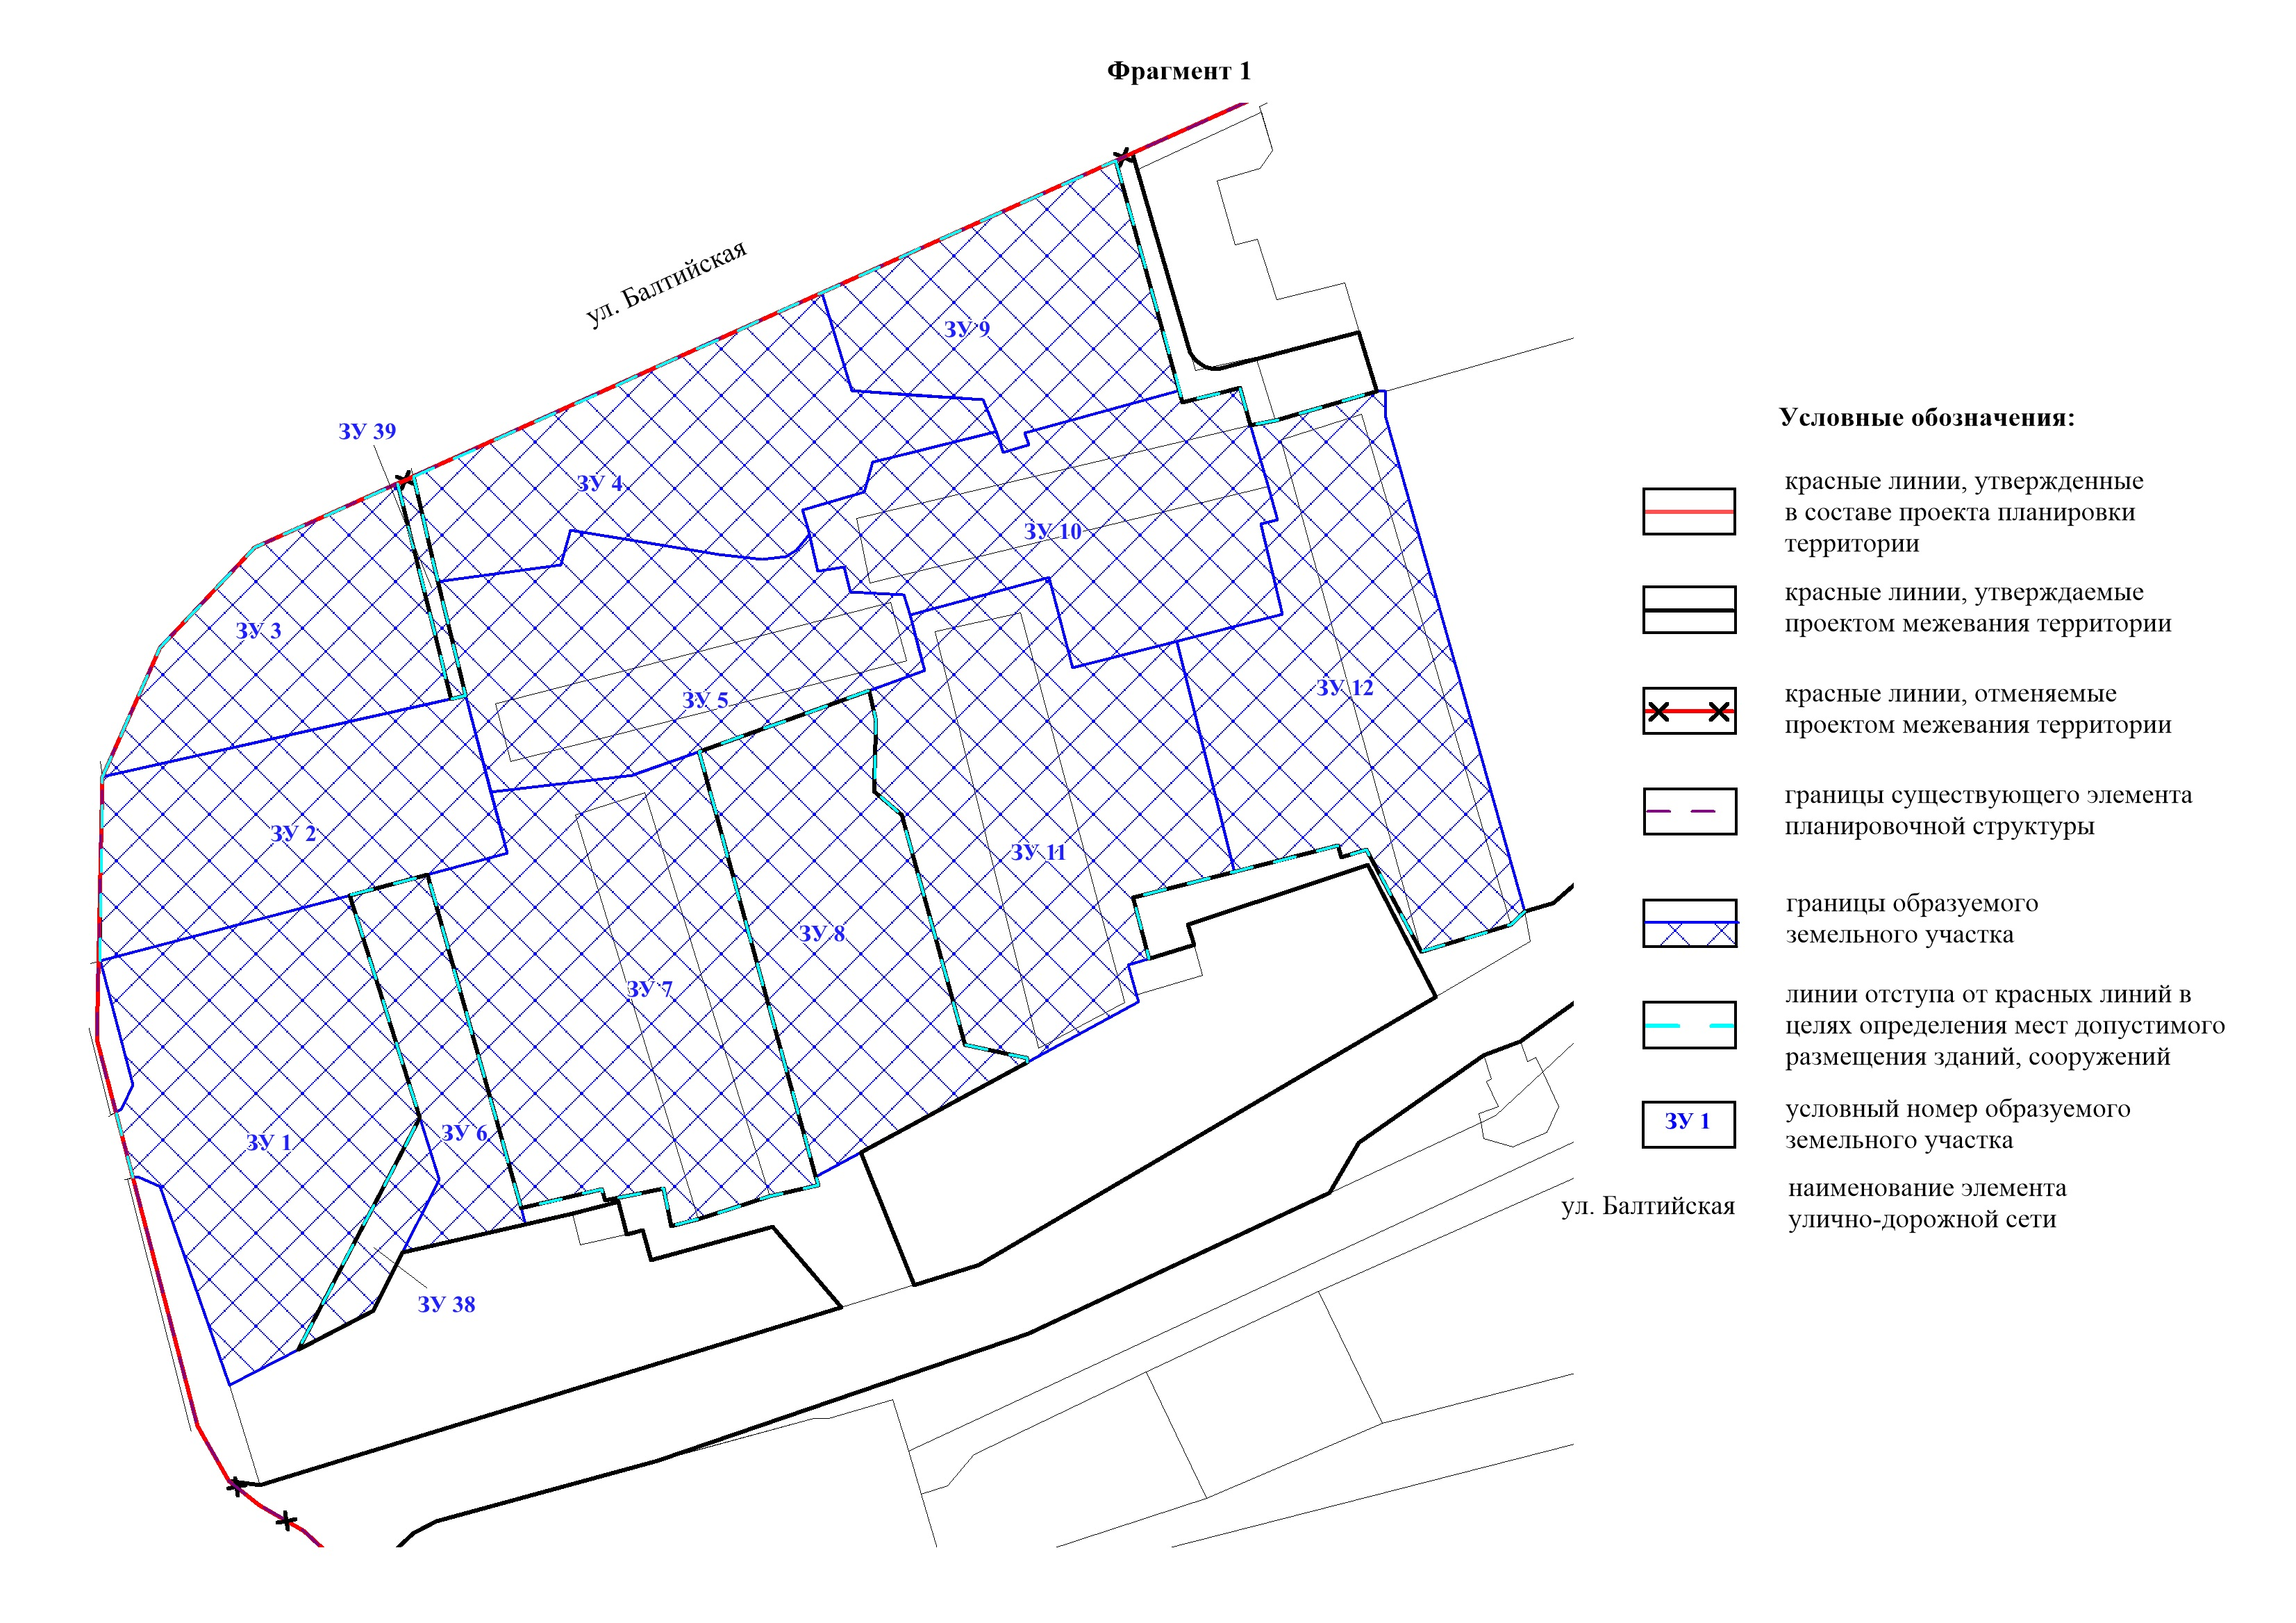 Фрагмент 1
ул. Балтийская
ЗУ 9
ЗУ 39
ЗУ 4
ЗУ 10
ЗУ 3
ЗУ 5
ЗУ 12
ЗУ 2
ЗУ 11
ЗУ 8
ЗУ 7
ЗУ 6
ЗУ 1
ЗУ 38
Условные обозначения:
красные линии, утвержденные
в составе проекта планировки
территории
красные линии, утверждаемые
проектом межевания территории
красные линии, отменяемые
проектом межевания территории
границы существующего элемента
планировочной структуры
границы образуемого
земельного участка
линии отступа от красных линий в
целях определения мест допустимого
размещения зданий, сооружений
ЗУ 1
условный номер образуемого
земельного участка
ул. Балтийская
наименование элемента
улично-дорожной сети